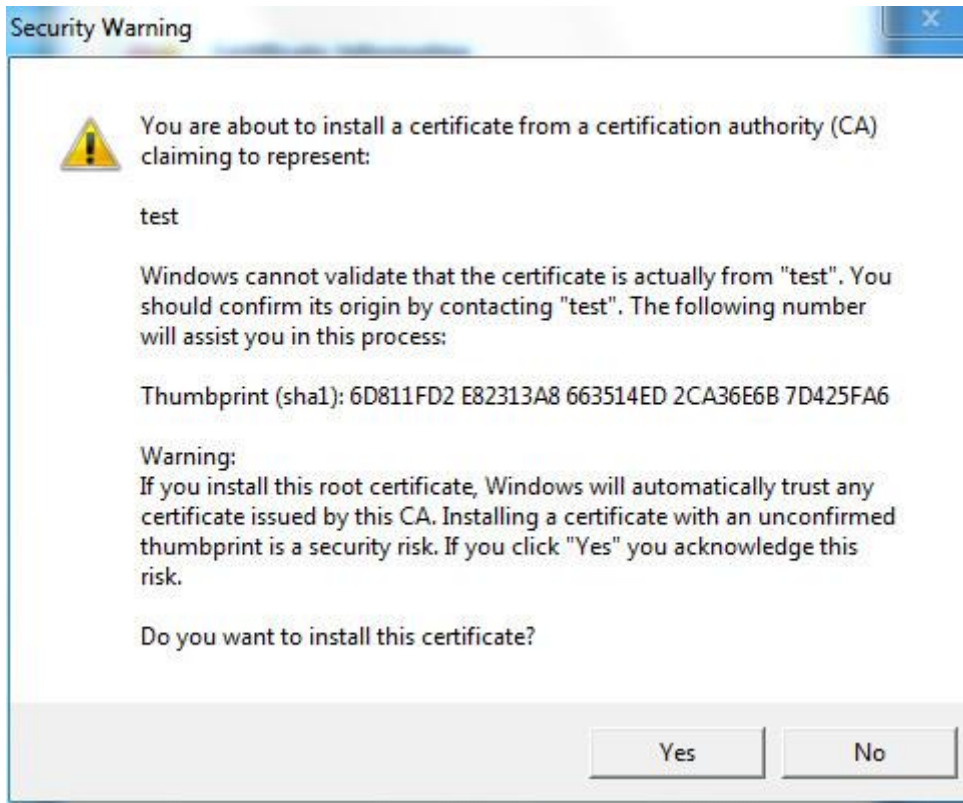 Security Warning
You are about to install a certificate from a certification authority (CA)
claiming to represent:
test
Windows cannot validate that the certificate is actually from "test". You
should confirm its origin by contacting "test". The following number
will assist you in this process:
Thumbprint (sha1): 6D811FD2 E82313A8 663514ED 2CA36E6B 7D425FA6
Warning:
If you install this root certificate, Windows will automatically trust any
certificate issued by this CA. Installing a certificate with an unconfirmed
thumbprint is a security risk. If you click "Yes" you acknowledge this
risk.
Do you want to install this certificate?
Yes
No